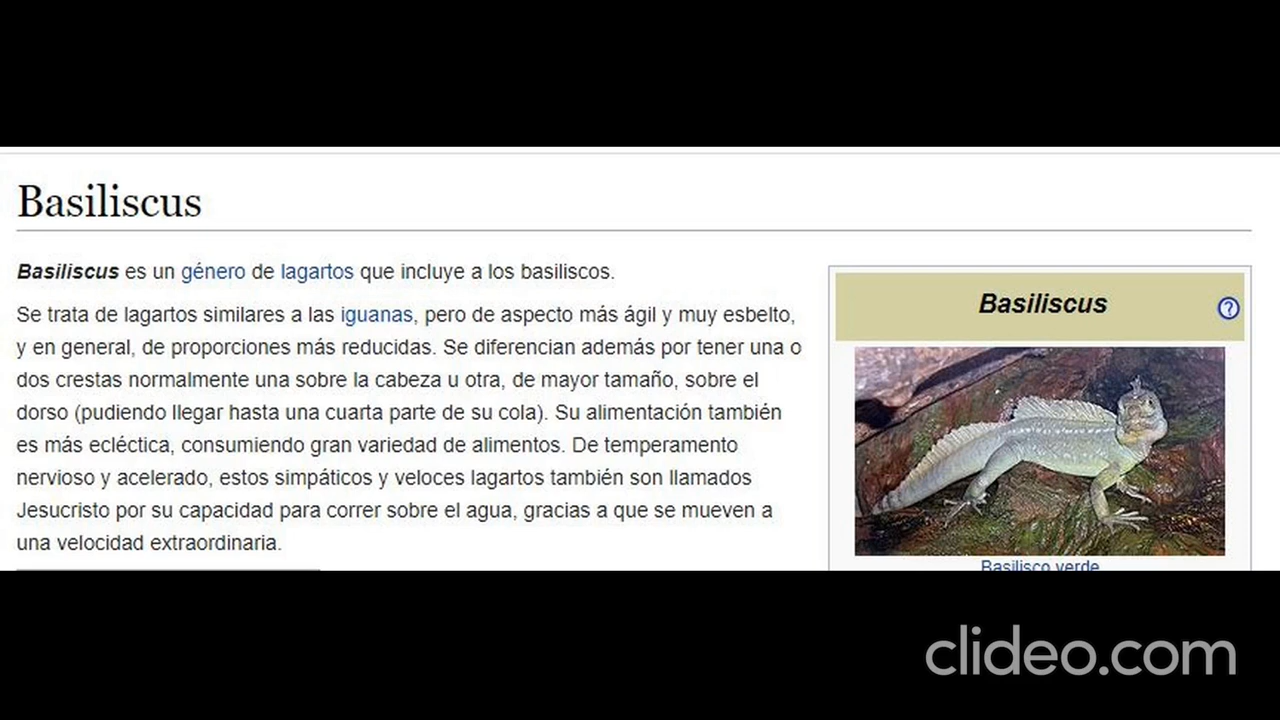 Basiliscus
Basiliscus es un género de lagartos que incluye a los basiliscos.
Se trata de lagartos similares a las iguanas, pero de aspecto más ágil y muy esbelto,
y en general, de proporciones más reducidas. Se diferencian además por tener una o
dos crestas normalmente una sobre la cabeza u otra, de mayor tamaño, sobre el
dorso (pudiendo llegar hasta una cuarta parte de su cola). Su alimentación también
es más ecléctica, consumiendo gran variedad de alimentos. De temperamento
nervioso y acelerado, estos simpáticos y veloces lagartos también son llamados
Jesucristo por su capacidad para correr sobre el agua, gracias a que se mueven a
una velocidad extraordinaria.
Basiliscus ?
Basilisco verde
clideo.com